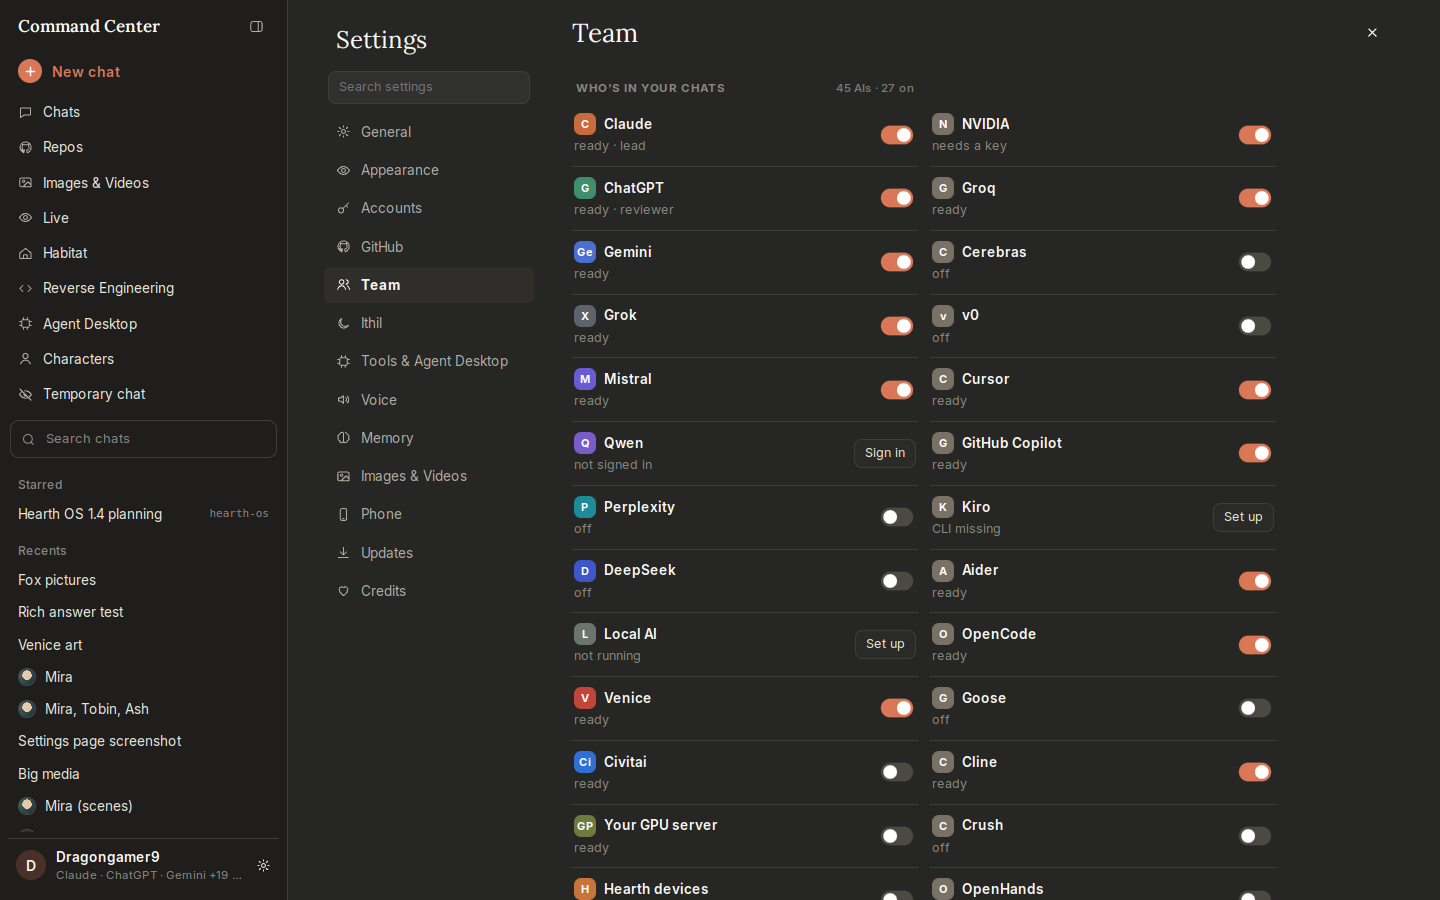 Command Center
New chat
Chats
Repos
Images & Videos
Live
Habitat
Reverse Engineering
Agent Desktop
Characters
Temporary chat
Search chats
Starred
Hearth OS 1.4 planning hearth-os
Recents
Fox pictures
Rich answer test
Venice art
Mira
Mira, Tobin, Ash
Settings page screenshot
Big media
Mira (scenes)
D
Dragongamer9
Claude · ChatGPT · Gemini +19 ...
Settings
Search settings
General
Appearance
Accounts
GitHub
Team
Ithil
Tools & Agent Desktop
Voice
Memory
Images & Videos
Phone
Updates
Credits
Team
WHO'S IN YOUR CHATS 45 AIs · 27 on
C Claude
ready · lead
G ChatGPT
ready · reviewer
Ge Gemini
ready
X Grok
ready
M Mistral
ready
Q Qwen
not signed in
Sign in
P Perplexity
off
D DeepSeek
off
L Local AI
not running
Set up
V Venice
ready
Ci Civitai
ready
GP Your GPU server
ready
H Hearth devices
N NVIDIA
needs a key
G Groq
ready
C Cerebras
off
v v0
off
C Cursor
ready
G GitHub Copilot
ready
K Kiro
CLI missing
Set up
A Aider
ready
O OpenCode
ready
G Goose
off
C Cline
ready
C Crush
off
O OpenHands